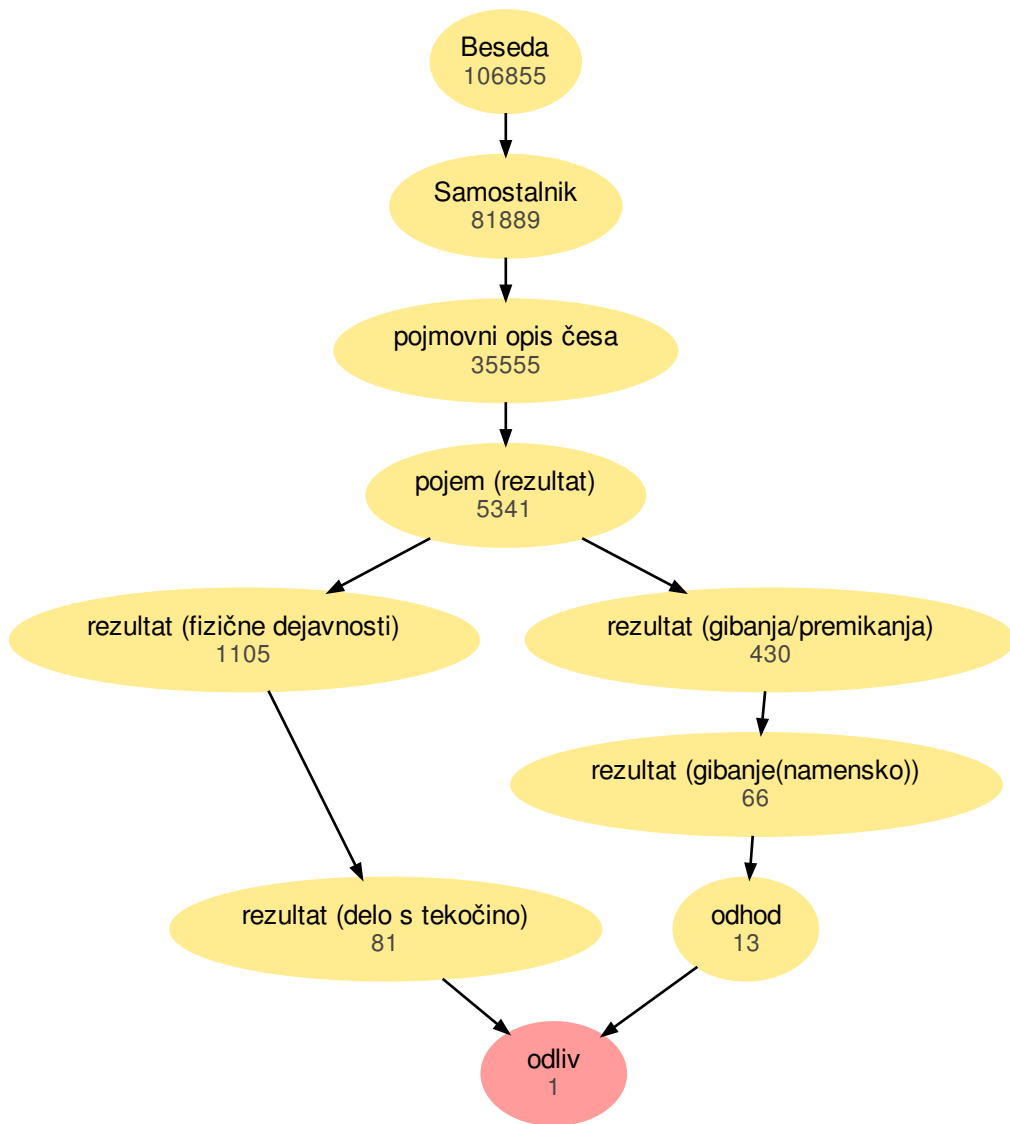 Beseda
106855
Samostalnik
81889
pojmovni opis česa
35555
pojem (rezultat)
5341
rezultat (fizične dejavnosti)
1105
rezultat (gibanja/premikanja)
430
rezultat (gibanje(namensko))
66
rezultat (delo s tekočino)
81
odhod
13
odliv
1